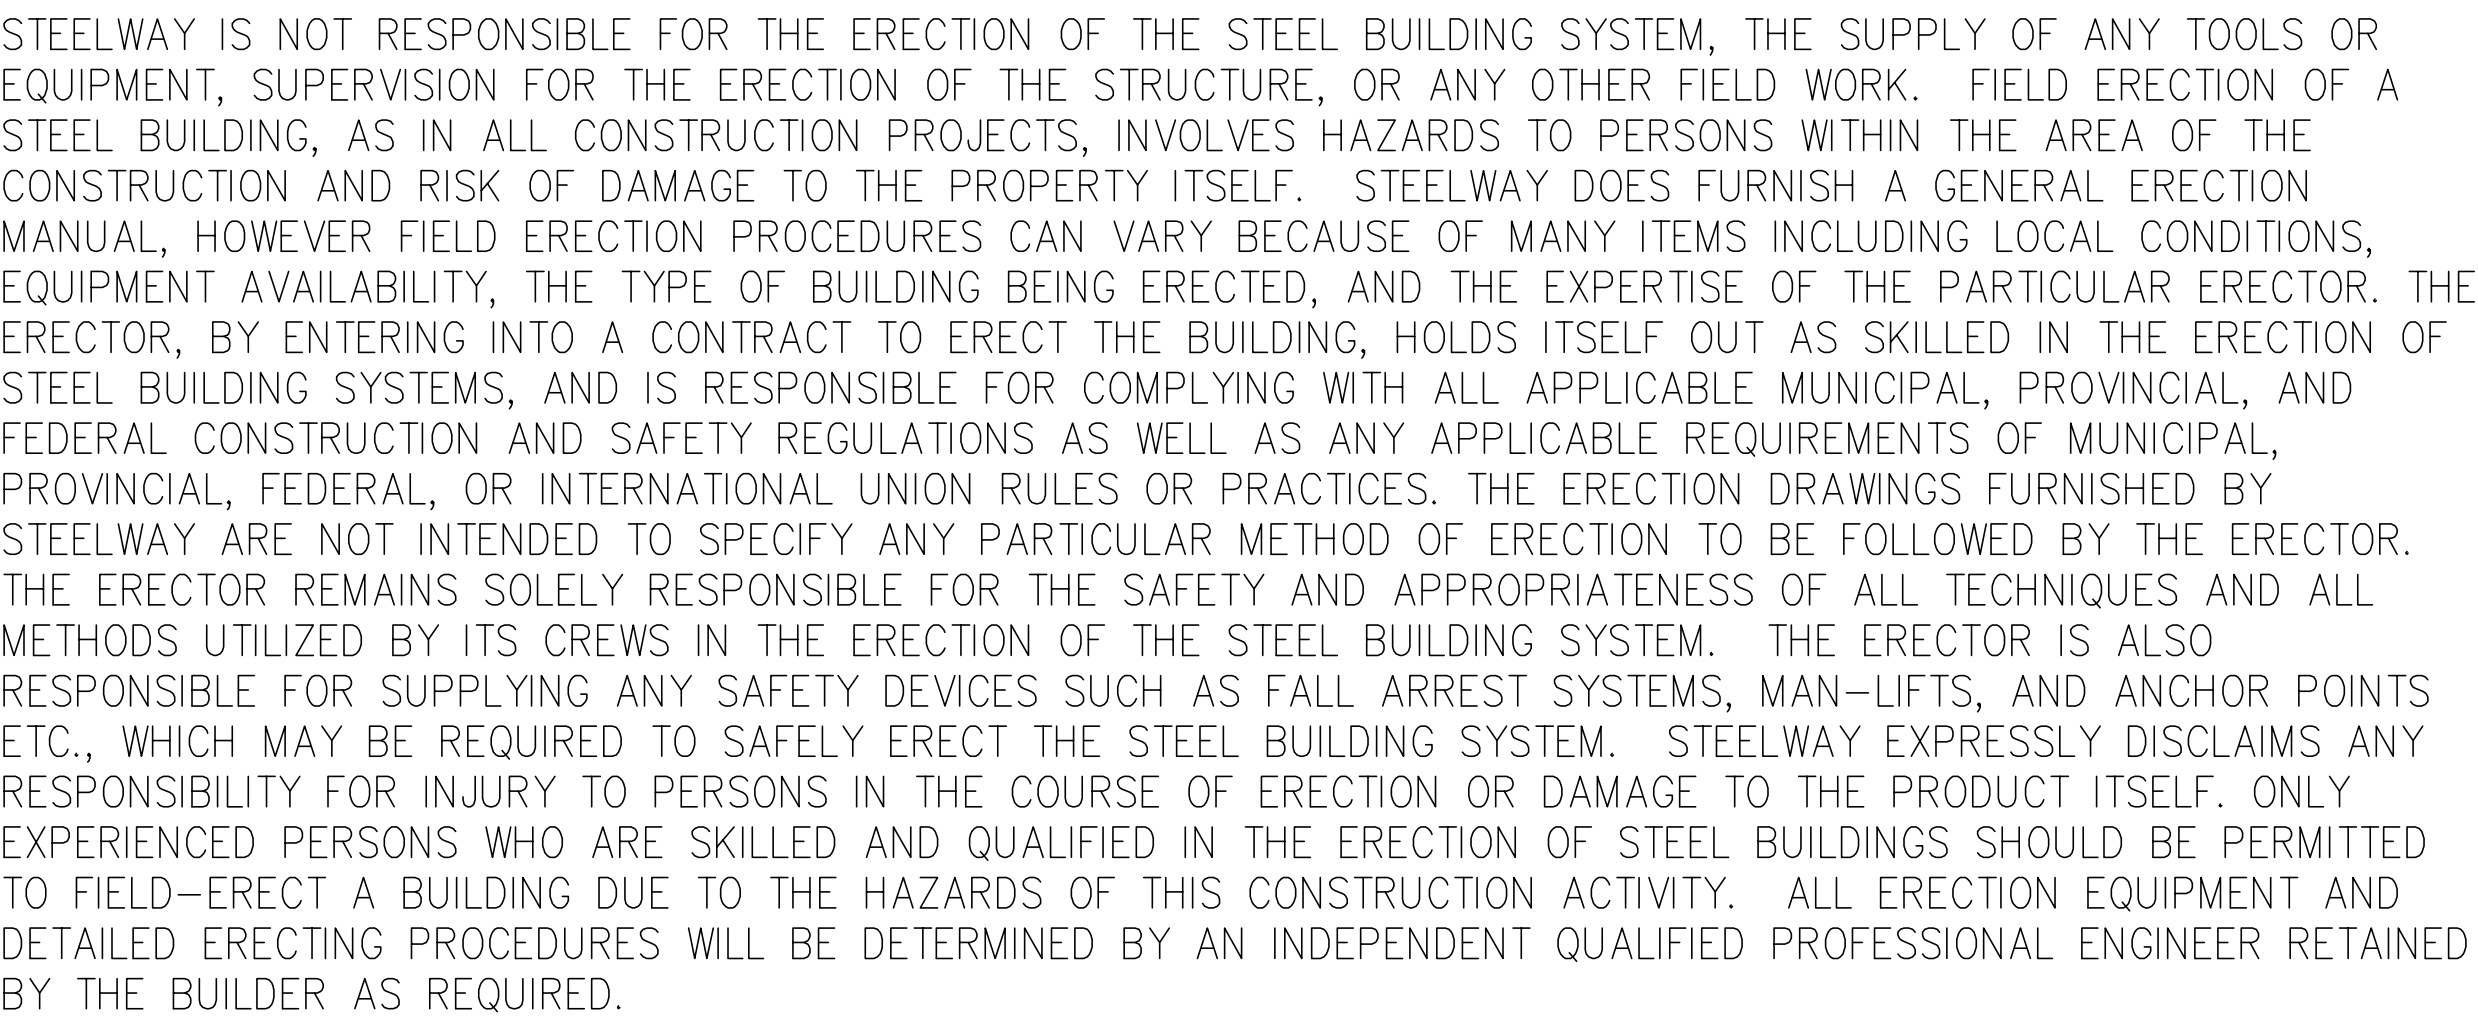 STEELWAY IS NOT RESPONSIBLE FOR THE ERECTION OF THE STEEL BUILDING SYSTEM, THE SUPPLY OF ANY TOOLS OR
EQUIPMENT, SUPERVISION FOR THE ERECTION OF THE STRUCTURE, OR ANY OTHER FIELD WORK.  FIELD ERECTION OF A
STEEL BUILDING, AS IN ALL CONSTRUCTION PROJECTS, INVOLVES HAZARDS TO PERSONS WITHIN THE AREA OF THE
CONSTRUCTION AND RISK OF DAMAGE TO THE PROPERTY ITSELF.  STEELWAY DOES FURNISH A GENERAL ERECTION
MANUAL, HOWEVER FIELD ERECTION PROCEDURES CAN VARY BECAUSE OF MANY ITEMS INCLUDING LOCAL CONDITIONS,
EQUIPMENT AVAILABILITY, THE TYPE OF BUILDING BEING ERECTED, AND THE EXPERTISE OF THE PARTICULAR ERECTOR. THE
ERECTOR, BY ENTERING INTO A CONTRACT TO ERECT THE BUILDING, HOLDS ITSELF OUT AS SKILLED IN THE ERECTION OF
STEEL BUILDING SYSTEMS, AND IS RESPONSIBLE FOR COMPLYING WITH ALL APPLICABLE MUNICIPAL, PROVINCIAL, AND
FEDERAL CONSTRUCTION AND SAFETY REGULATIONS AS WELL AS ANY APPLICABLE REQUIREMENTS OF MUNICIPAL,
PROVINCIAL, FEDERAL, OR INTERNATIONAL UNION RULES OR PRACTICES. THE ERECTION DRAWINGS FURNISHED BY
STEELWAY ARE NOT INTENDED TO SPECIFY ANY PARTICULAR METHOD OF ERECTION TO BE FOLLOWED BY THE ERECTOR.
THE ERECTOR REMAINS SOLELY RESPONSIBLE FOR THE SAFETY AND APPROPRIATENESS OF ALL TECHNIQUES AND ALL
METHODS UTILIZED BY ITS CREWS IN THE ERECTION OF THE STEEL BUILDING SYSTEM.  THE ERECTOR IS ALSO
RESPONSIBLE FOR SUPPLYING ANY SAFETY DEVICES SUCH AS FALL ARREST SYSTEMS, MAN-LIFTS, AND ANCHOR POINTS
ETC., WHICH MAY BE REQUIRED TO SAFELY ERECT THE STEEL BUILDING SYSTEM.  STEELWAY EXPRESSLY DISCLAIMS ANY
RESPONSIBILITY FOR INJURY TO PERSONS IN THE COURSE OF ERECTION OR DAMAGE TO THE PRODUCT ITSELF. ONLY
EXPERIENCED PERSONS WHO ARE SKILLED AND QUALIFIED IN THE ERECTION OF STEEL BUILDINGS SHOULD BE PERMITTED
TO FIELD-ERECT A BUILDING DUE TO THE HAZARDS OF THIS CONSTRUCTION ACTIVITY.  ALL ERECTION EQUIPMENT AND
DETAILED ERECTING PROCEDURES WILL BE DETERMINED BY AN INDEPENDENT QUALIFIED PROFESSIONAL ENGINEER RETAINED
BY THE BUILDER AS REQUIRED.